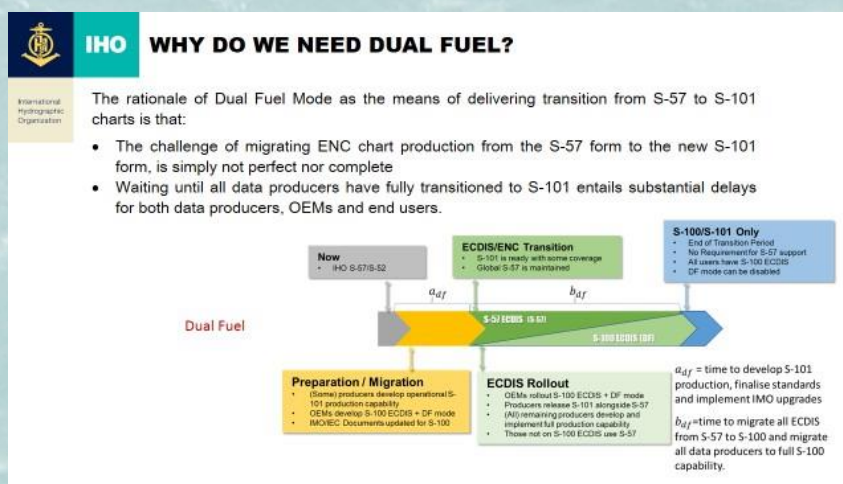 IHO WHY DO WE NEED DUAL FUEL?
International
Hydrographic
Organization
The rationale of Dual Fuel Mode as the means of delivering transition from S-57 to S-101
charts is that:
• The challenge of migrating ENC chart production from the S-57 form to the new S-101
form, is simply not perfect nor complete
• Waiting until all data producers have fully transitioned to S-101 entails substantial delays
for both data producers, OEMs and end users.
Now
• IHO S-57/S-52
ECDIS/ENC Transition
• S-101 is ready with some coverage
• Global S-57 is maintained
S-100/S-101 Only
• End of Transition Period
• No Requirement for S-57 support
• All users have S-100 ECDIS
• DF mode can be disabled
a_df
b_df
Dual Fuel
S-57 ECDIS (S-57)
S-100 ECDIS (DF)
Preparation / Migration
• (Some) producers develop operational S-
101 production capability
• OEMs develop S-100 ECDIS + DF mode
• IMO/IEC Documents updated for S-100
ECDIS Rollout
• OEMs rollout S-100 ECDIS + DF mode
• Producers release S-101 alongside S-57
• (All) remaining producers develop and
implement full production capability
• Those not on S-100 ECDIS use S-57
a_df = time to develop S-101
production, finalise standards
and implement IMO upgrades
b_df=time to migrate all ECDIS
from S-57 to S-100 and migrate
all data producers to full S-100
capability.